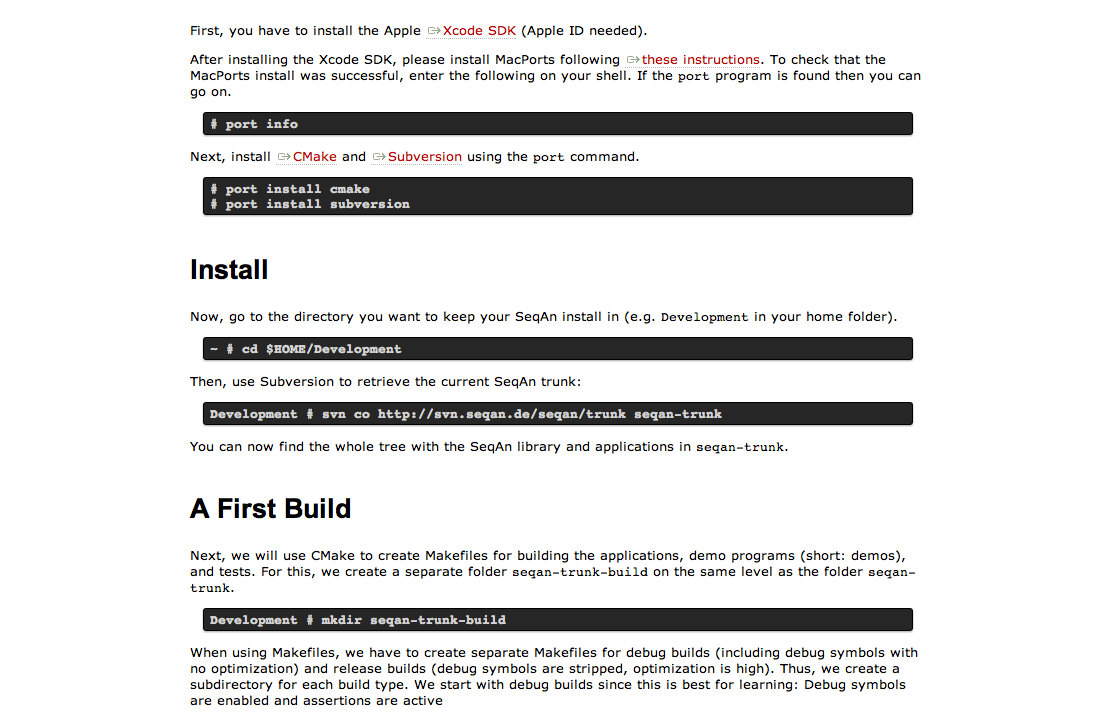 First, you have to install the Apple Xcode SDK (Apple ID needed).
After installing the Xcode SDK, please install MacPorts following these instructions. To check that the
MacPorts install was successful, enter the following on your shell. If the port program is found then you can
go on.
# port info
Next, install CMake and Subversion using the port command.
# port install cmake
# port install subversion
Install
Now, go to the directory you want to keep your SeqAn install in (e.g. Development in your home folder).
~ # cd $HOME/Development
Then, use Subversion to retrieve the current SeqAn trunk:
Development # svn co http://svn.seqan.de/seqan/trunk seqan-trunk
You can now find the whole tree with the SeqAn library and applications in seqan-trunk.
A First Build
Next, we will use CMake to create Makefiles for building the applications, demo programs (short: demos),
and tests. For this, we create a separate folder seqan-trunk-build on the same level as the folder seqan-
trunk.
Development # mkdir seqan-trunk-build
When using Makefiles, we have to create separate Makefiles for debug builds (including debug symbols with
no optimization) and release builds (debug symbols are stripped, optimization is high). Thus, we create a
subdirectory for each build type. We start with debug builds since this is best for learning: Debug symbols
are enabled and assertions are active